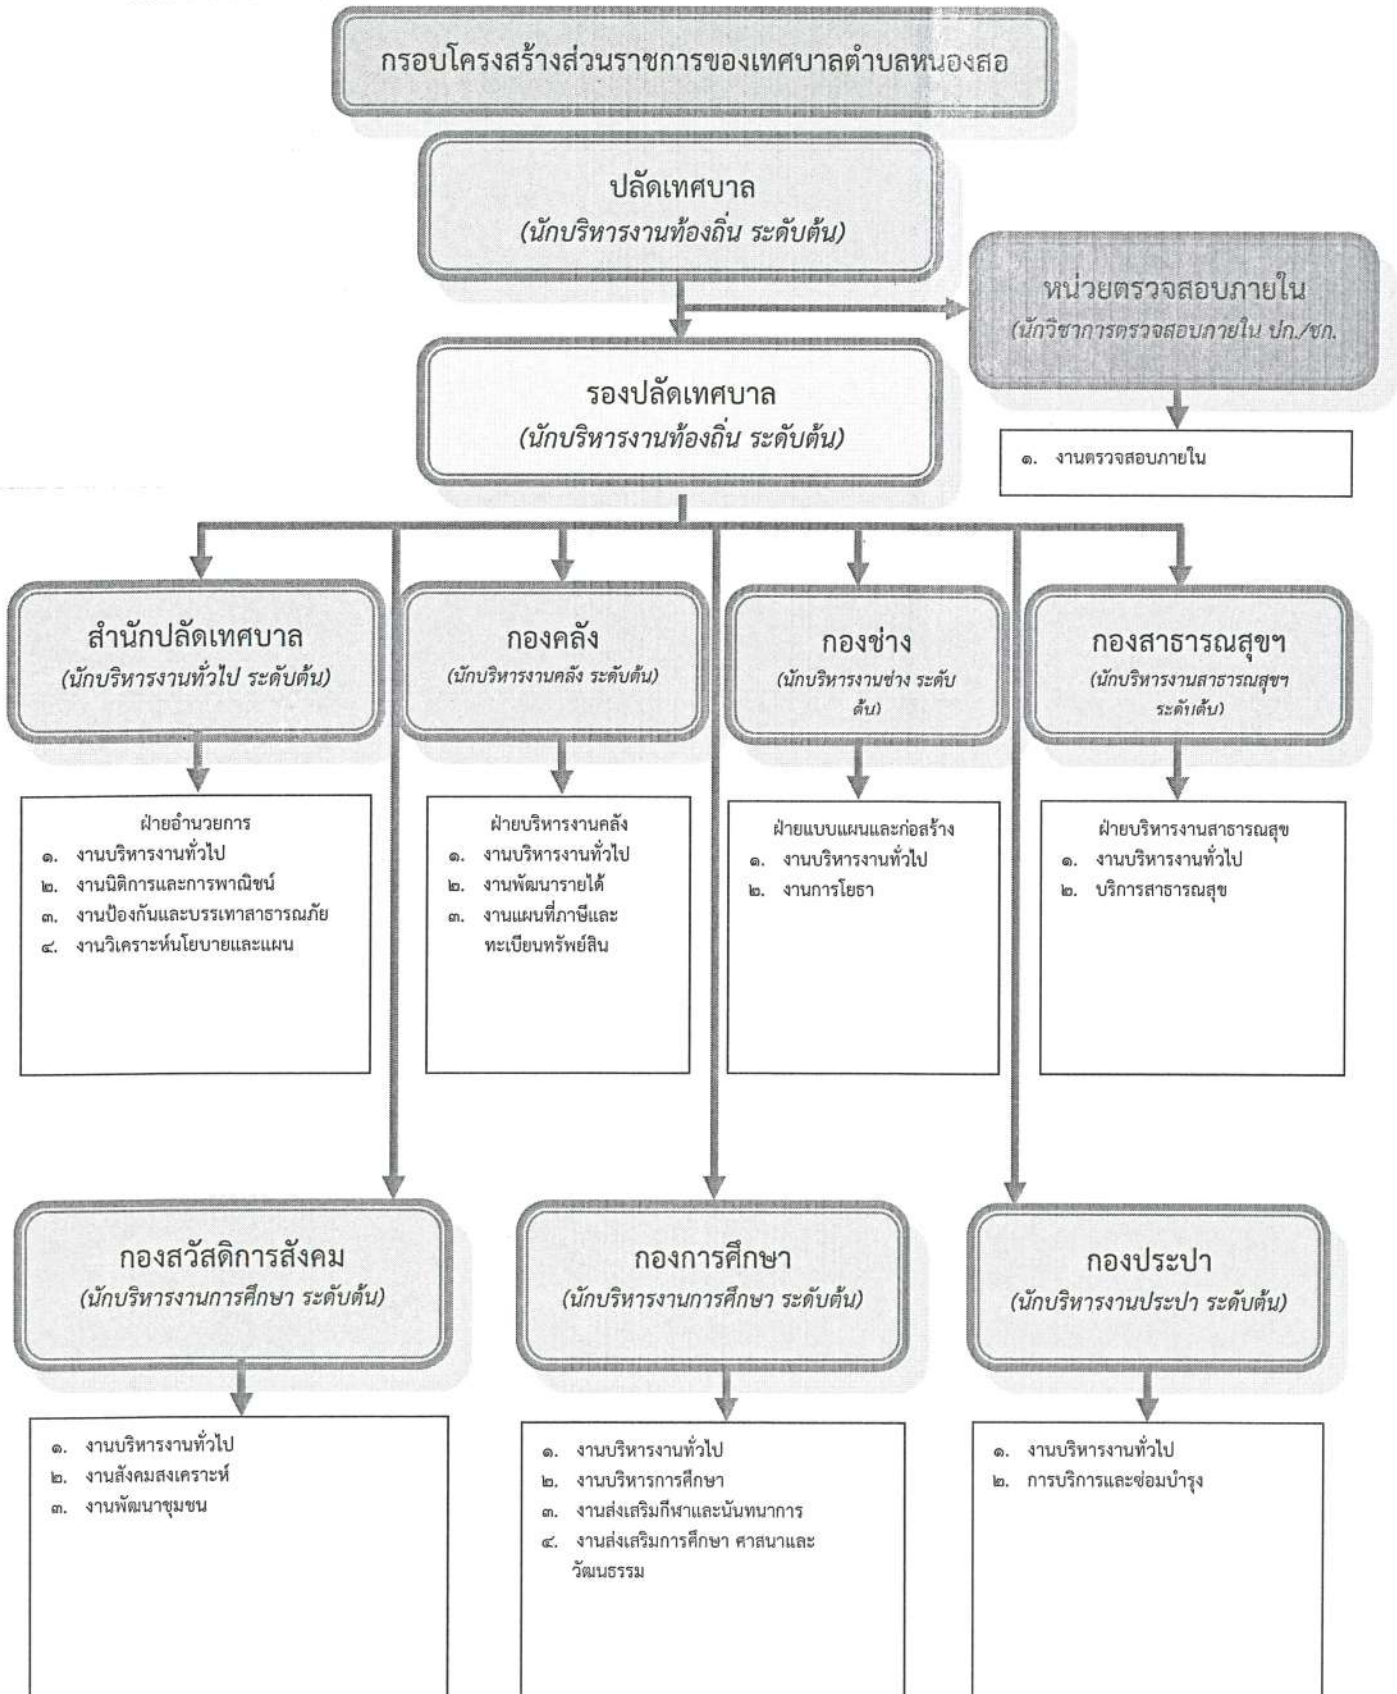 กรอบโครงสร้างส่วนราชการของเทศบาลตำบลหนองสอ
ปลัดเทศบาล
(นักบริหารงานท้องถิ่น ระดับต้น)
หน่วยตรวจสอบภายใน
(นักวิชาการตรวจสอบภายใน ปก./ชก.
รองปลัดเทศบาล
(นักบริหารงานท้องถิ่น ระดับต้น)
๑. งานตรวจสอบภายใน
สำนักปลัดเทศบาล
(นักบริหารงานทั่วไป ระดับต้น)
กองคลัง
(นักบริหารงานคลัง ระดับต้น)
กองช่าง
(นักบริหารงานช่าง ระดับ
ต้น)
กองสาธารณสุขฯ
(นักบริหารงานสาธารณสุขฯ
ระดับต้น)
ฝ่ายอำนวยการ
๑. งานบริหารงานทั่วไป
๒. งานนิติการและการพาณิชน์
๓. งานป้องกันและบรรเทาสาธารณภัย
๔. งานวิเคราะห์นโยบายและแผน
ฝ่ายบริหารงานคลัง
๑. งานบริหารงานทั่วไป
๒. งานพัฒนารายได้
๓. งานแผนที่ภาษีและ
ทะเบียนทรัพย์สิน
ฝ่ายแบบแผนและก่อสร้าง
๑. งานบริหารงานทั่วไป
๒. งานการโยธา
ฝ่ายบริหารงานสาธารณสุข
๑. งานบริหารงานทั่วไป
๒. บริการสาธารณสุข
กองสวัสดิการสังคม
(นักบริหารงานการศึกษา ระดับต้น)
กองการศึกษา
(นักบริหารงานการศึกษา ระดับต้น)
กองประปา
(นักบริหารงานประปา ระดับต้น)
๑. งานบริหารงานทั่วไป
๒. งานสังคมสงเคราะห์
๓. งานพัฒนาชุมชน
๑. งานบริหารงานทั่วไป
๒. งานบริหารการศึกษา
๓. งานส่งเสริมกีฬาและนันทนาการ
๔. งานส่งเสริมการศึกษา ศาสนาและ
วัฒนธรรม
๑. งานบริหารงานทั่วไป
๒. การบริการและซ่อมบำรุง